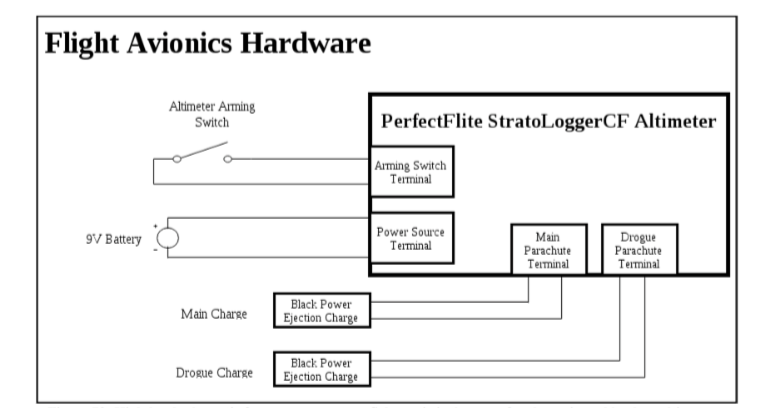 Flight Avionics Hardware
Altimeter Arming
Switch
PerfectFlite StratoLoggerCF Altimeter
Arming Switch
Terminal
9V Battery
+
-
Power Source
Terminal
Main
Parachute
Terminal
Drogue
Parachute
Terminal
Main Charge
Black Power
Ejection Charge
Drogue Charge
Black Power
Ejection Charge